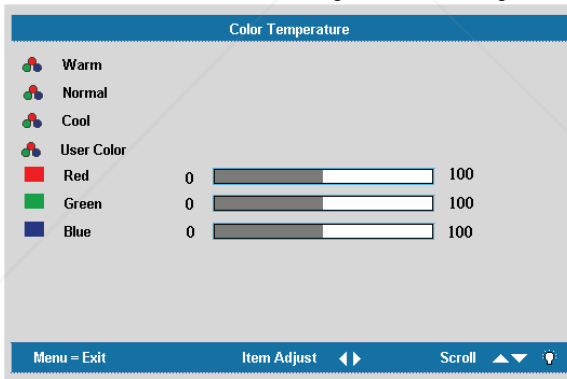 Color Temperature
Warm
Normal
Cool
User Color
Red 0 100
Green 0 100
Blue 0 100
Menu = Exit Item Adjust Scroll